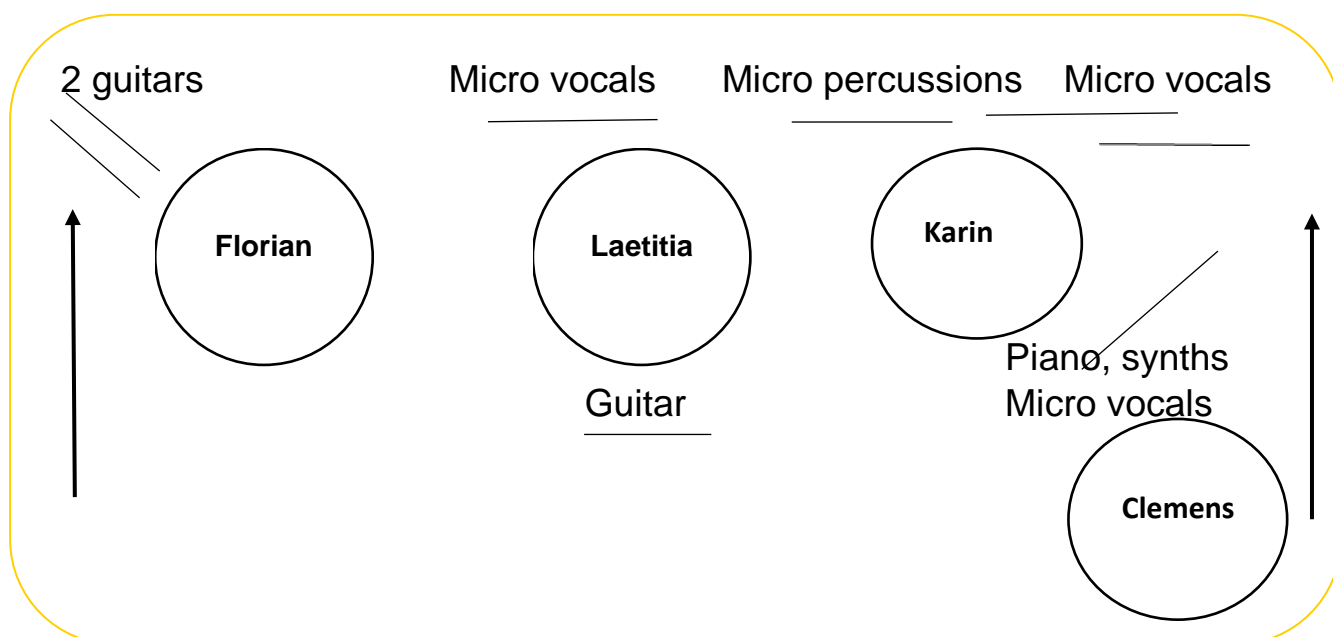 2 guitars
Micro vocals
Micro percussions
Micro vocals
Florian
Laetitia
Karin
Guitar
Piano, synths
Micro vocals
Clemens